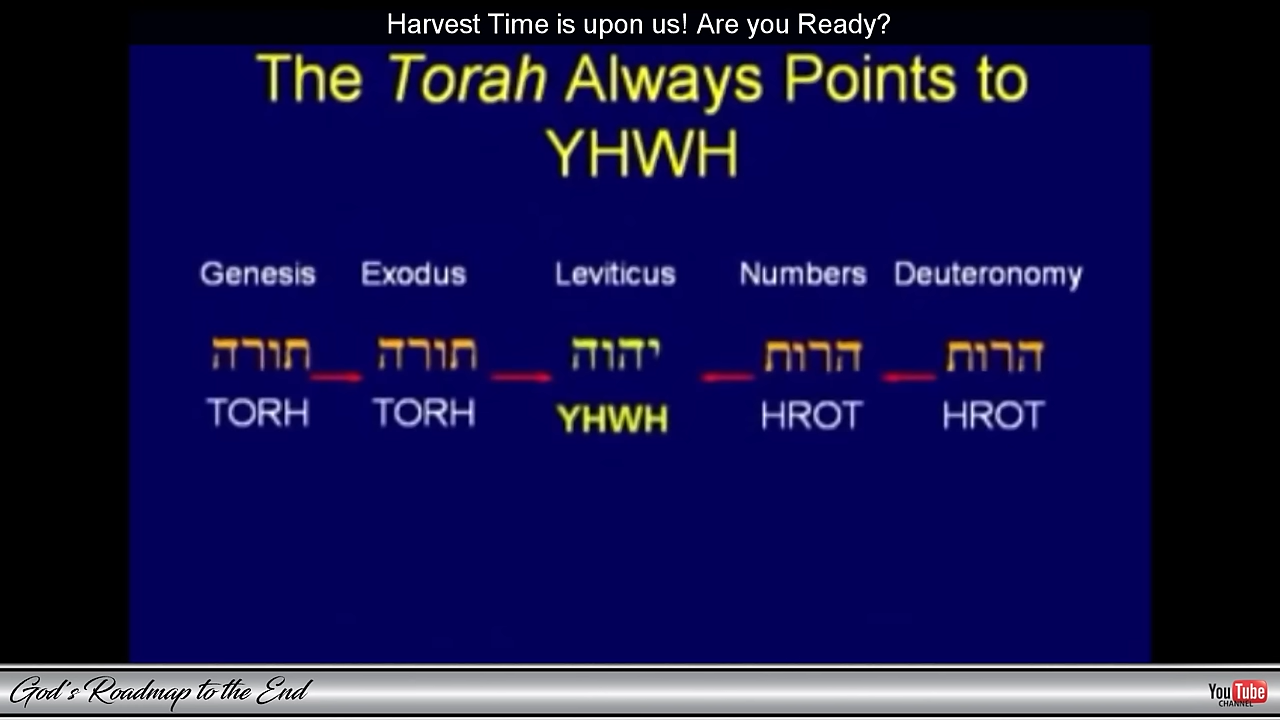 Harvest Time is upon us! Are you Ready?
The Torah Always Points to
YHWH
Genesis Exodus Leviticus Numbers Deuteronomy
תורה תורה יהוה הרות הרות
TORH TORH YHWH HROT HROT
God's Roadmap to the End
YouTube
CHANNEL